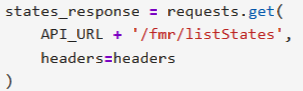 states_response = requests.get(
    API_URL + '/fmr/listStates',
    headers=headers
)